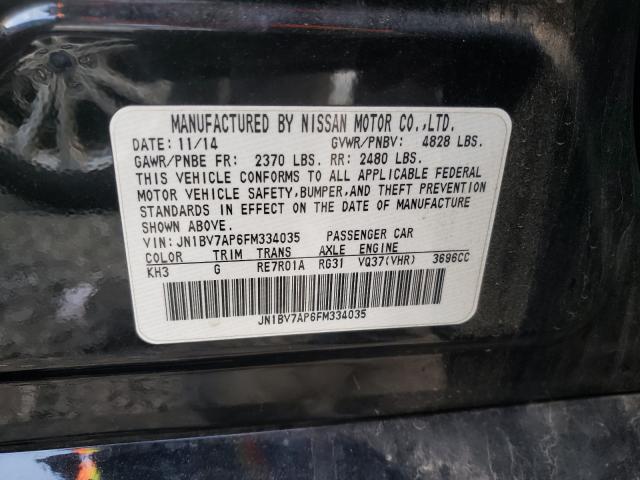 MANUFACTURED BY NISSAN MOTOR CO.,LTD.
DATE: 11/14 GVWR/PNBV: 4828 LBS.
GAWR/PNBE FR: 2370 LBS. RR: 2480 LBS.
THIS VEHICLE CONFORMS TO ALL APPLICABLE FEDERAL
MOTOR VEHICLE SAFETY,BUMPER,AND THEFT PREVENTION
STANDARDS IN EFFECT ON THE DATE OF MANUFACTURE
SHOWN ABOVE.
VIN: JN1BV7AP6FM334035 PASSENGER CAR
COLOR TRIM TRANS AXLE ENGINE
KH3 G RE7R01A RG31 VQ37(VHR) 3696CC
JN1BV7AP6FM334035